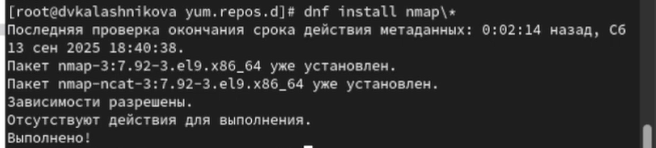 [root@dvkalashnikova yum.repos.d]# dnf install nmap\*
Последняя проверка окончания срока действия метаданных: 0:02:14 назад, Сб
13 сен 2025 18:40:38.
Пакет nmap-3:7.92-3.el9.x86_64 уже установлен.
Пакет nmap-ncat-3:7.92-3.el9.x86_64 уже установлен.
Зависимости разрешены.
Отсутствуют действия для выполнения.
Выполнено!